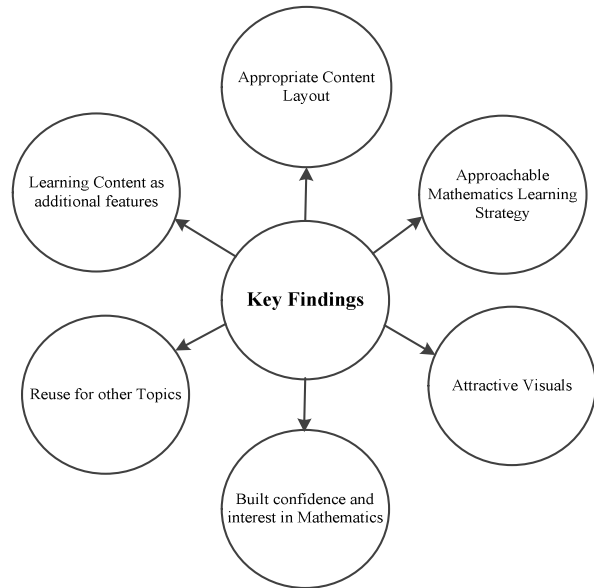 Appropriate Content
Layout
Learning Content as
additional features
Approachable
Mathematics Learning
Strategy
Key Findings
Reuse for other Topics
Attractive Visuals
Built confidence and
interest in Mathematics